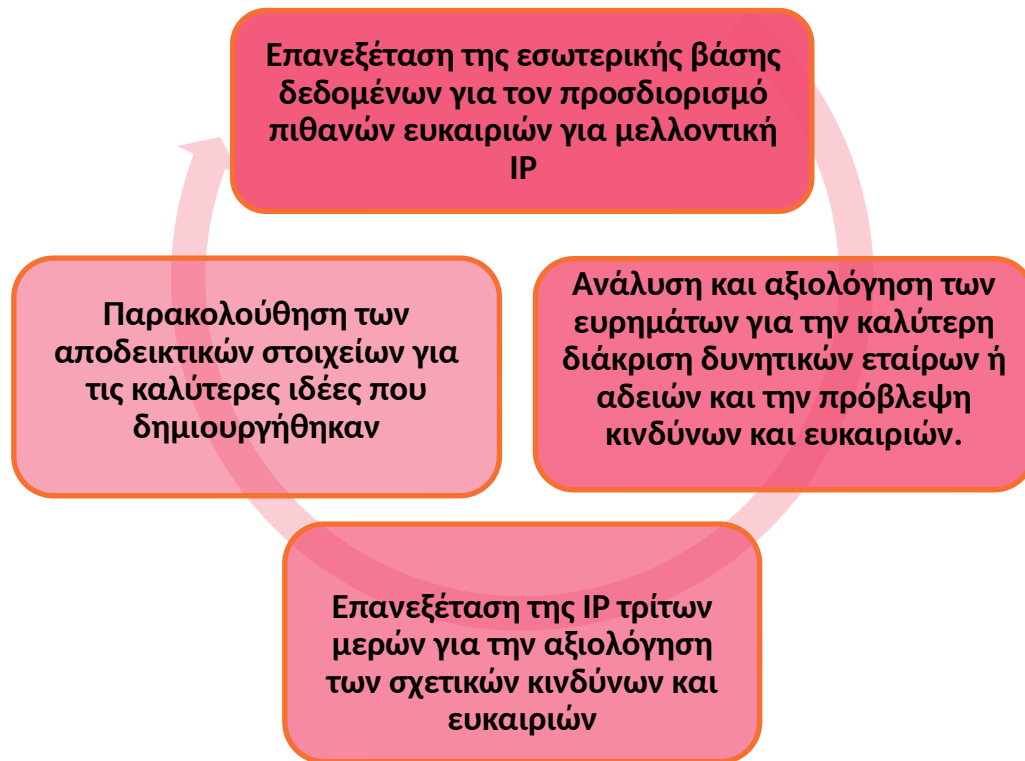 Επανεξέταση της εσωτερικής βάσης
δεδομένων για τον προσδιορισμό
πιθανών ευκαιριών για μελλοντική
IP
Ανάλυση και αξιολόγηση των
ευρημάτων για την καλύτερη
διάκριση δυνητικών εταίρων ή
αδειών και την πρόβλεψη
κινδύνων και ευκαιριών.
Επανεξέταση της IP τρίτων
μερών για την αξιολόγηση
των σχετικών κινδύνων και
ευκαιριών
Παρακολούθηση των
αποδεικτικών στοιχείων για
τις καλύτερες ιδέες που
δημιουργήθηκαν